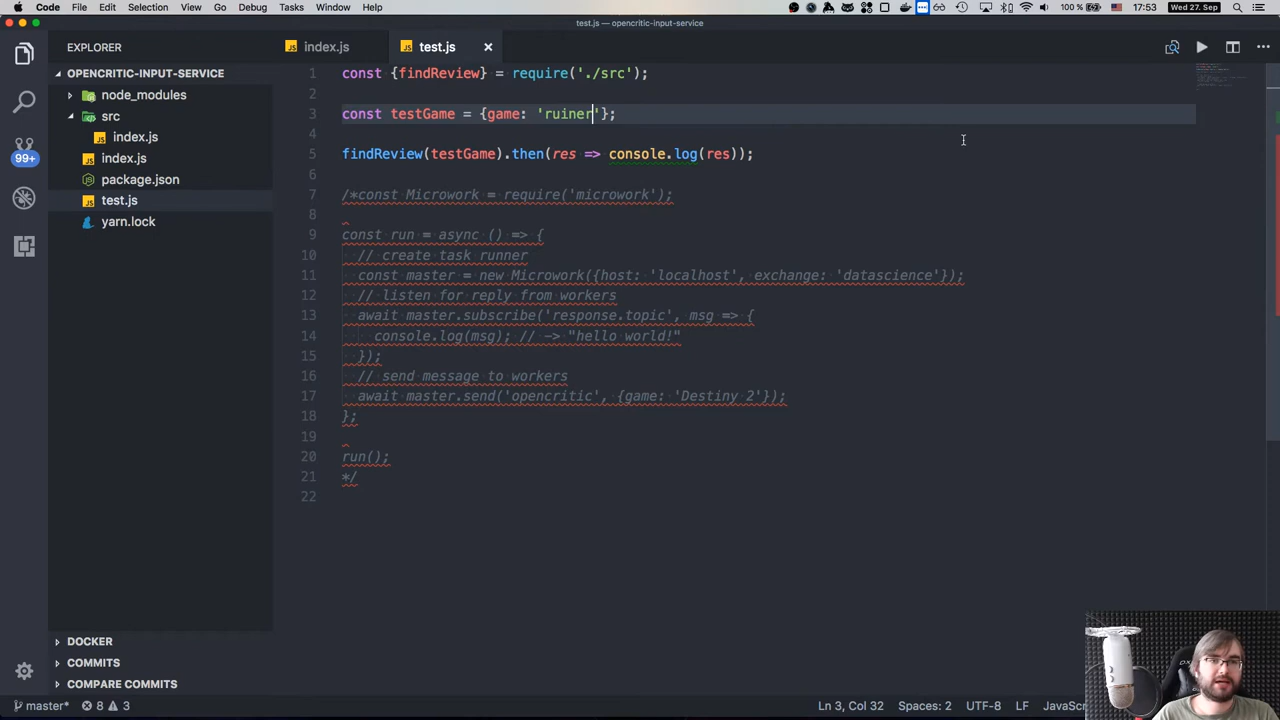 Code File Edit Selection View Go Debug Tasks Window Help 100 % 17:53 Wed 27. Sep
test.js — opencritic-input-service
EXPLORER
index.js
test.js
OPENCRITIC-INPUT-SERVICE
node_modules
src
index.js
index.js
package.json
test.js
yarn.lock
99+
1 const {findReview} = require('./src');
2
3 const testGame = {game: 'ruiner'};
4
5 findReview(testGame).then(res => console.log(res));
6
7 /*const Microwork = require('microwork');
8
9 const run = async () => {
10 // create task runner
11 const master = new Microwork({host: 'localhost', exchange: 'datascience'});
12 // listen for reply from workers
13 await master.subscribe('response.topic', msg => {
14 console.log(msg); // -> "hello world!"
15 });
16 // send message to workers
17 await master.send('opencritic', {game: 'Destiny 2'});
18 };
19
20 run();
21 */
22
DOCKER
COMMITS
COMPARE COMMITS
master* 8 3 Ln 3, Col 32 Spaces: 2 UTF-8 LF JavaScr